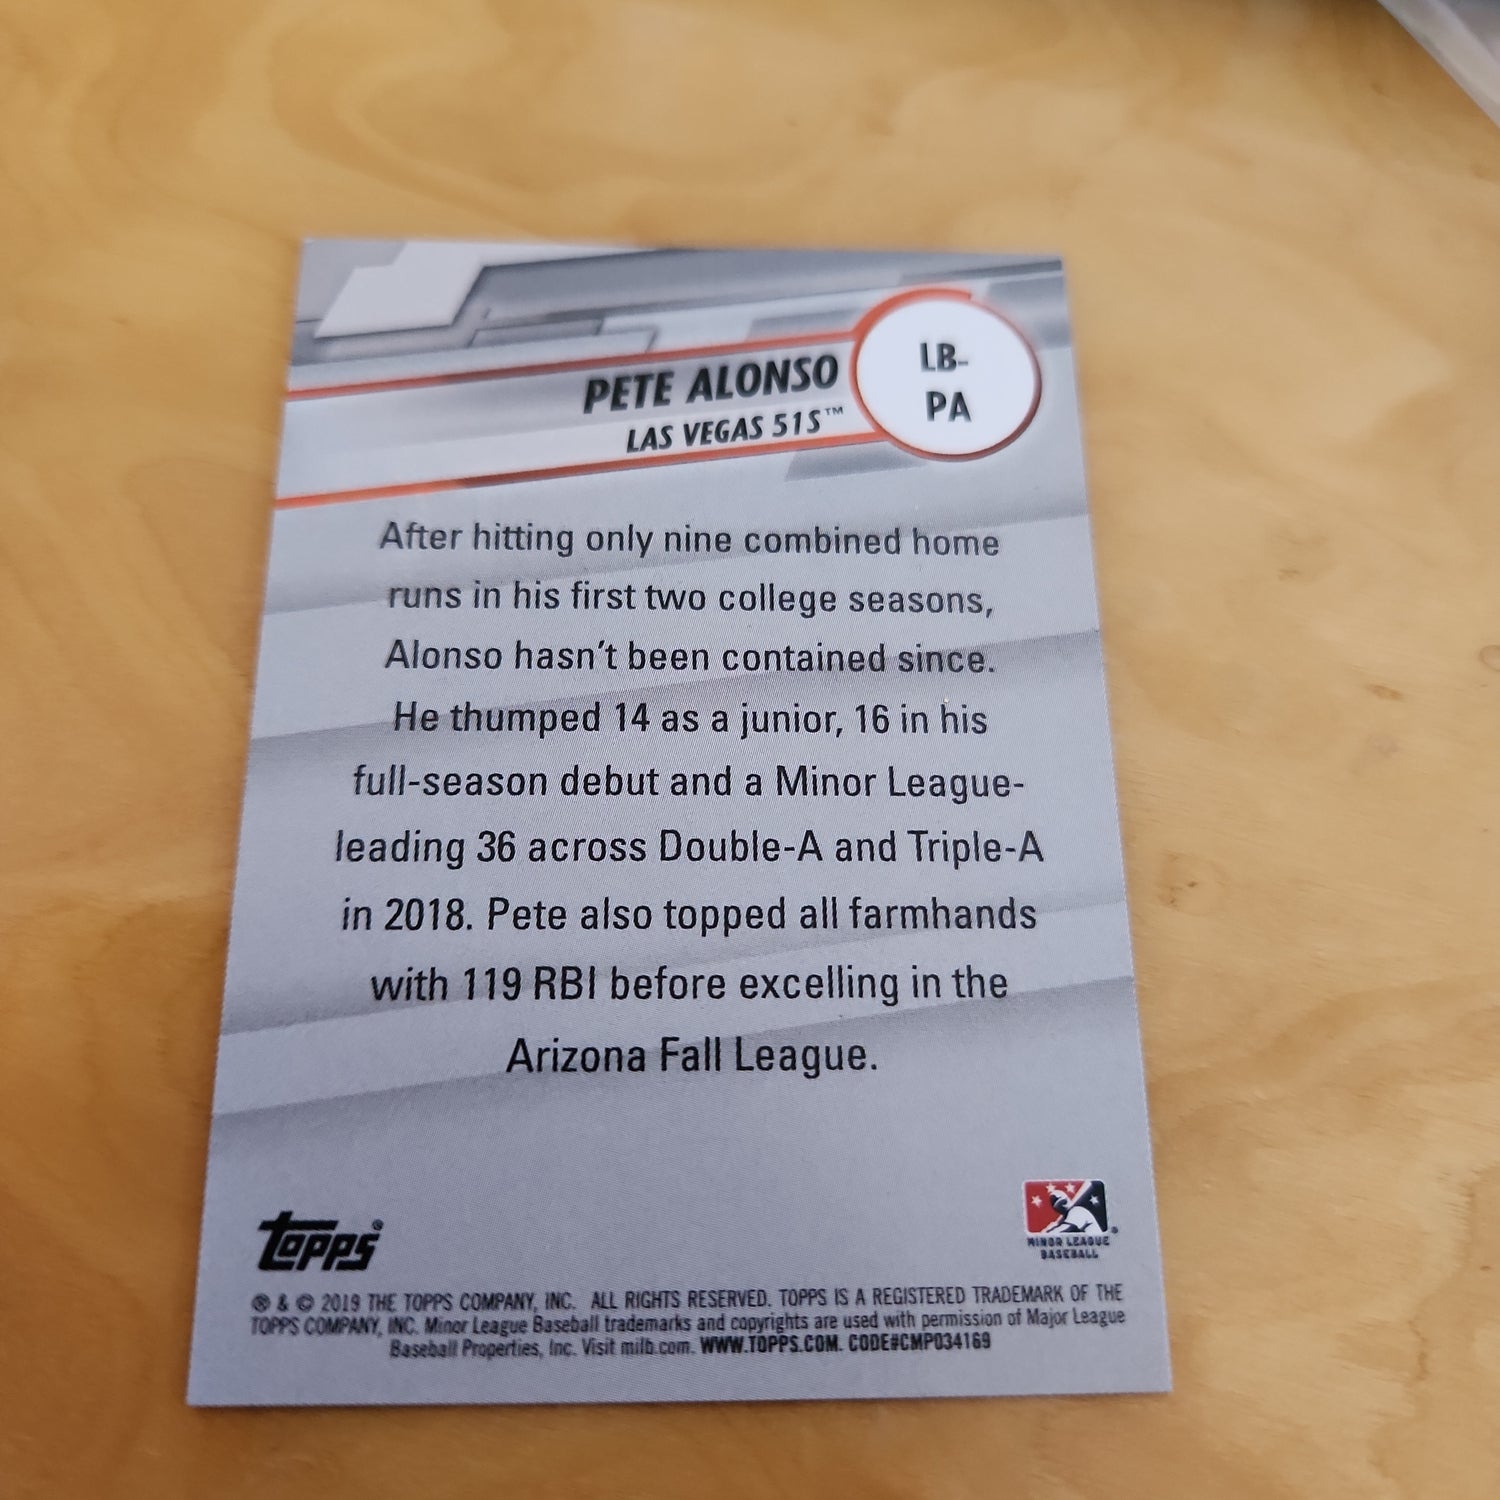 LB-
PA
PETE ALONSO
LAS VEGAS 51S™
After hitting only nine combined home
runs in his first two college seasons,
Alonso hasn't been contained since.
He thumped 14 as a junior, 16 in his
full-season debut and a Minor League-
leading 36 across Double-A and Triple-A
in 2018. Pete also topped all farmhands
with 119 RBI before excelling in the
Arizona Fall League.
topps®
MINOR LEAGUE
BASEBALL
® & © 2019 THE TOPPS COMPANY, INC. ALL RIGHTS RESERVED. TOPPS IS A REGISTERED TRADEMARK OF THE
TOPPS COMPANY, INC. Minor League Baseball trademarks and copyrights are used with permission of Major League
Baseball Properties, Inc. Visit milb.com. WWW.TOPPS.COM. CODE#CMP034169